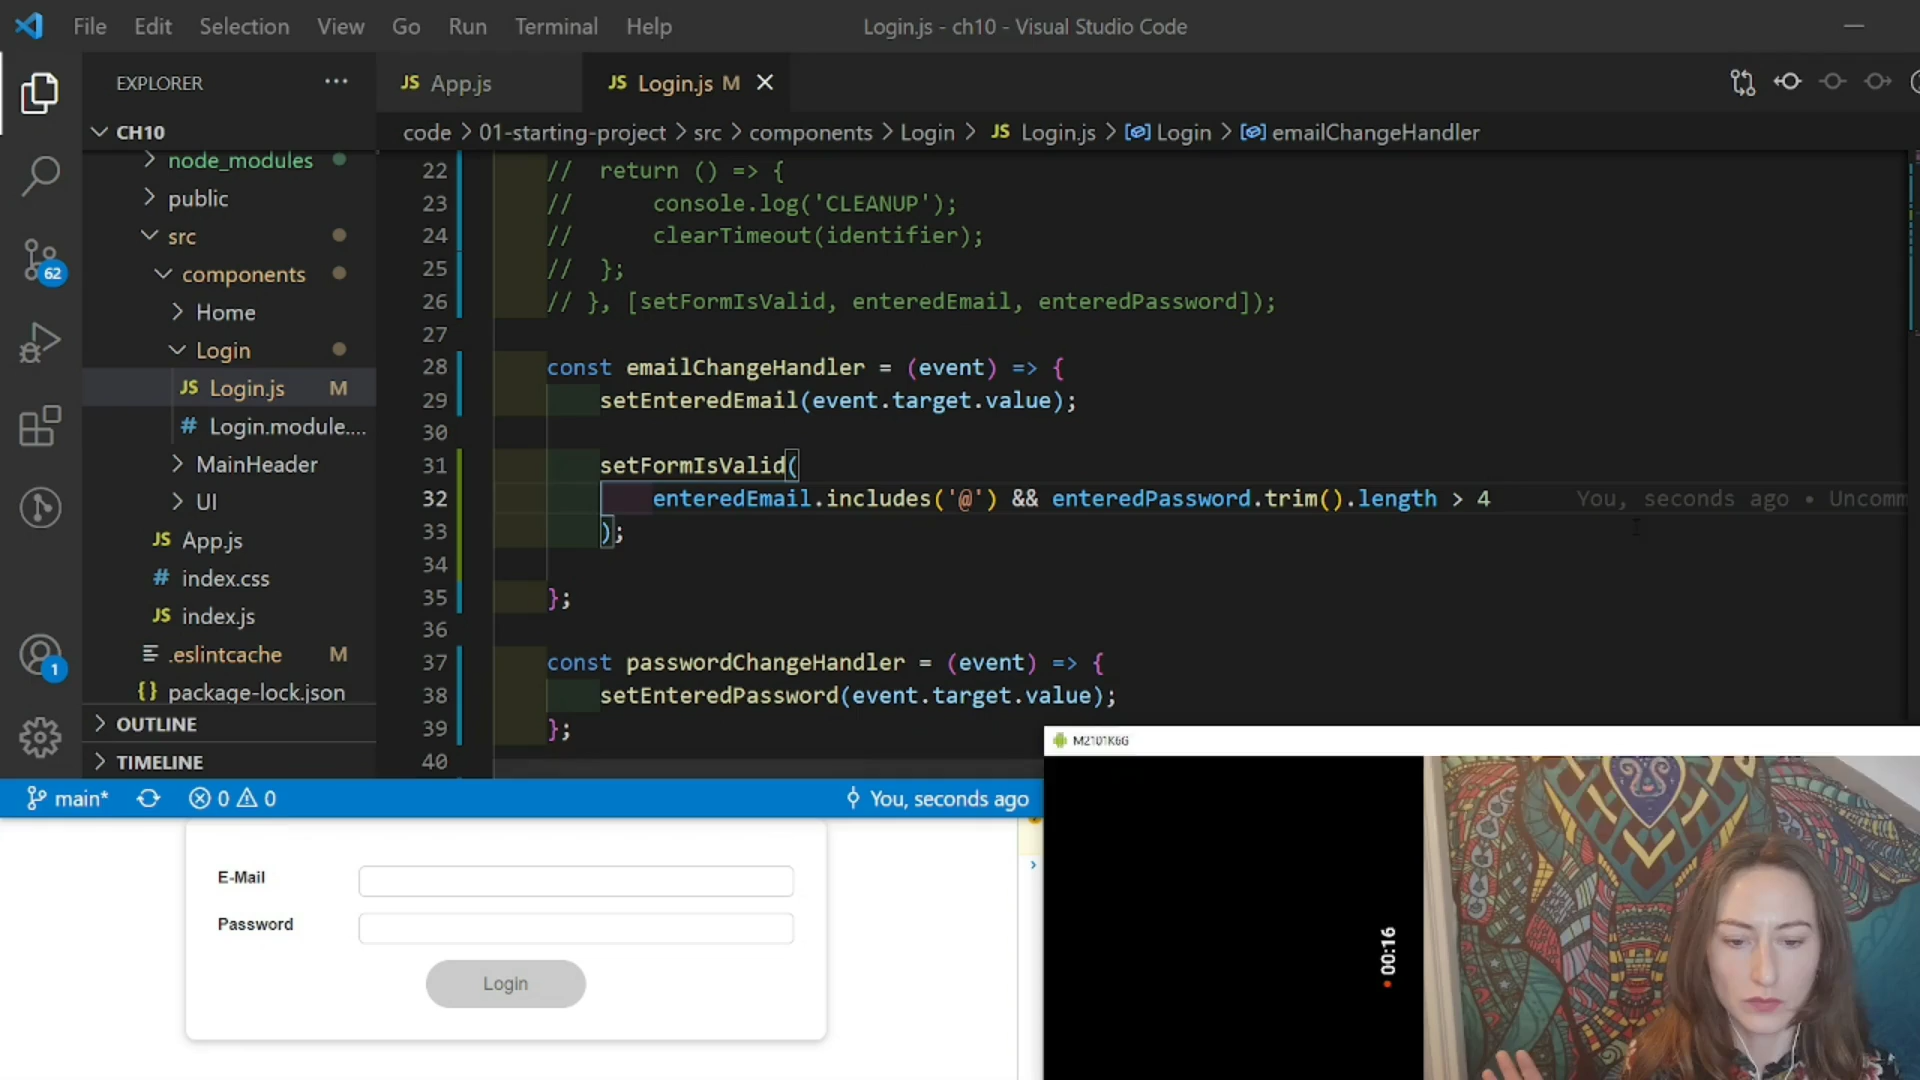 File Edit Selection View Go Run Terminal Help
Login.js - ch10 - Visual Studio Code
EXPLORER
CH10
node_modules
public
src
components
Home
Login
JS Login.js M
# Login.module....
MainHeader
UI
JS App.js
# index.css
JS index.js
.eslintcache M
{} package-lock.json
OUTLINE
TIMELINE
62
1
JS App.js
JS Login.js M
code > 01-starting-project > src > components > Login > JS Login.js > Login > emailChangeHandler
22 // return () => {
23 // console.log('CLEANUP');
24 // clearTimeout(identifier);
25 // };
26 // }, [setFormIsValid, enteredEmail, enteredPassword]);
27
28 const emailChangeHandler = (event) => {
29 setEnteredEmail(event.target.value);
30
31 setFormIsValid(
32 enteredEmail.includes('@') && enteredPassword.trim().length > 4 You, seconds ago • Uncomm
33 );
34
35 };
36
37 const passwordChangeHandler = (event) => {
38 setEnteredPassword(event.target.value);
39 };
40
main* 0 0 You, seconds ago
E-Mail
Password
Login
M2101K6G
00:16